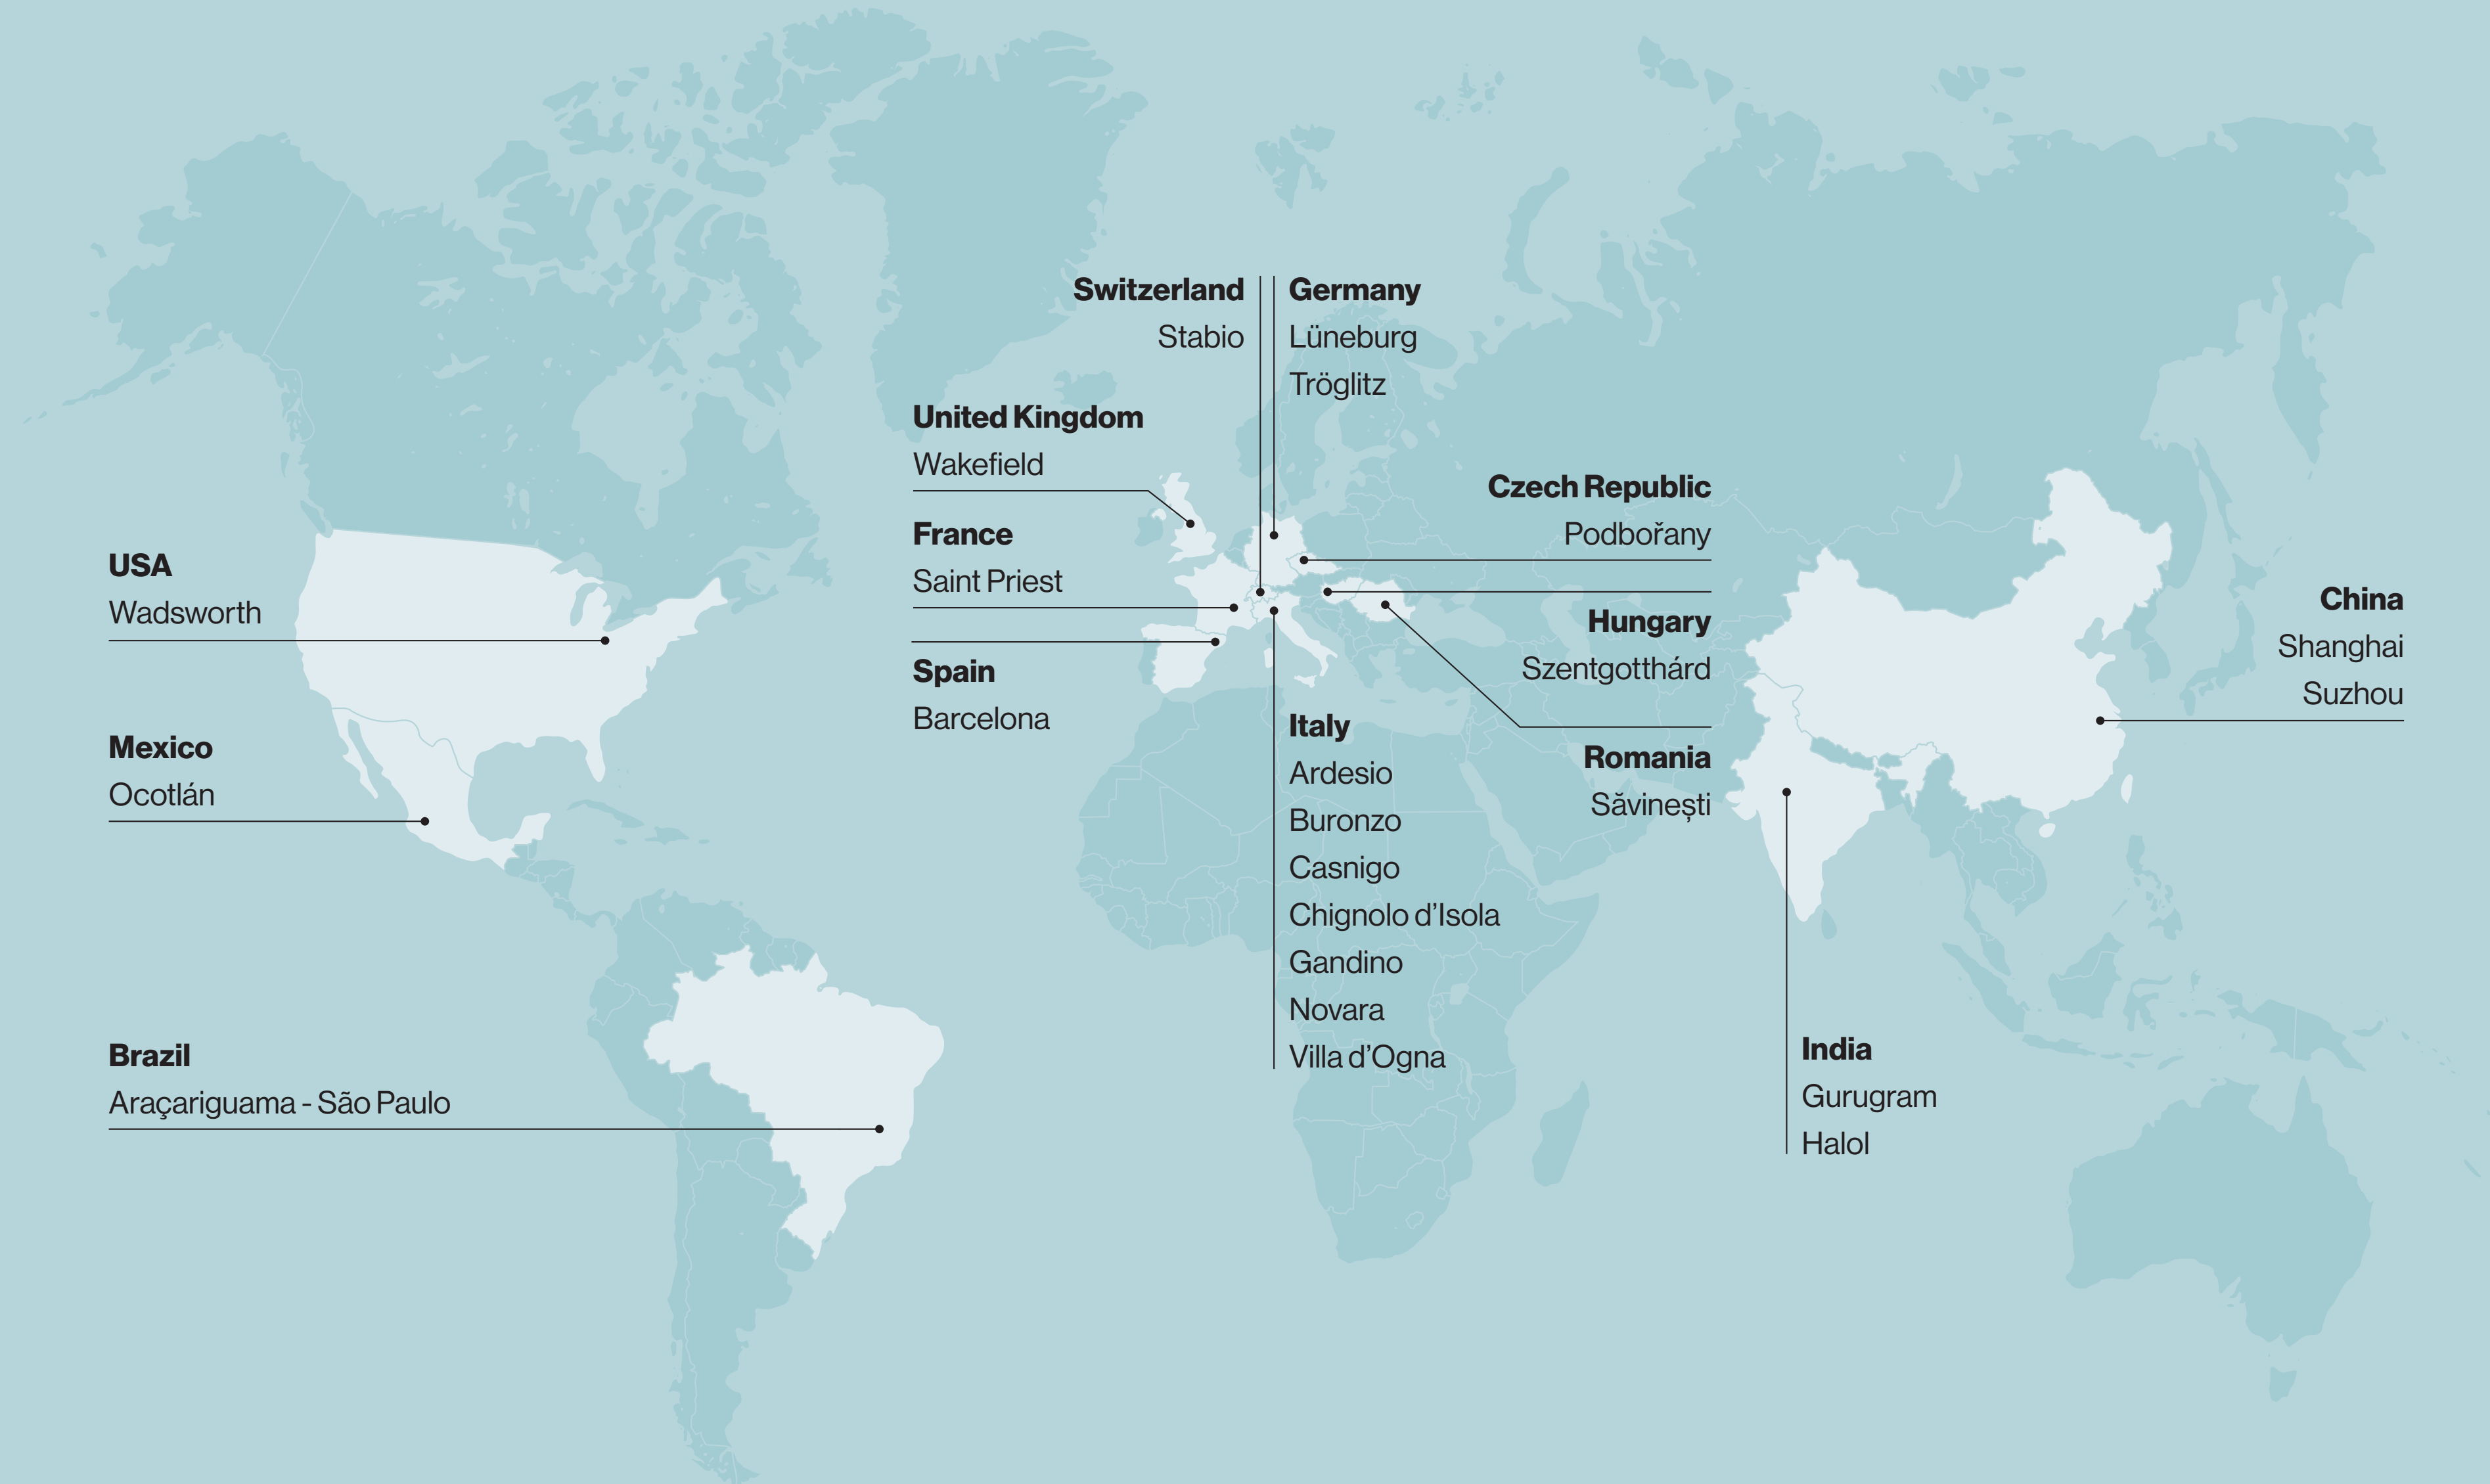 Switzerland
Stabio
Germany
Lüneburg
Tröglitz
United Kingdom
Wakefield
France
Saint Priest
Spain
Barcelona
Czech Republic
Podbořany
Hungary
Szentgotthárd
Romania
Săvinești
Italy
Ardesio
Buronzo
Casnigo
Chignolo d’Isola
Gandino
Novara
Villa d’Ogna
USA
Wadsworth
Mexico
Ocotlán
Brazil
Araçariguama - São Paulo
China
Shanghai
Suzhou
India
Gurugram
Halol